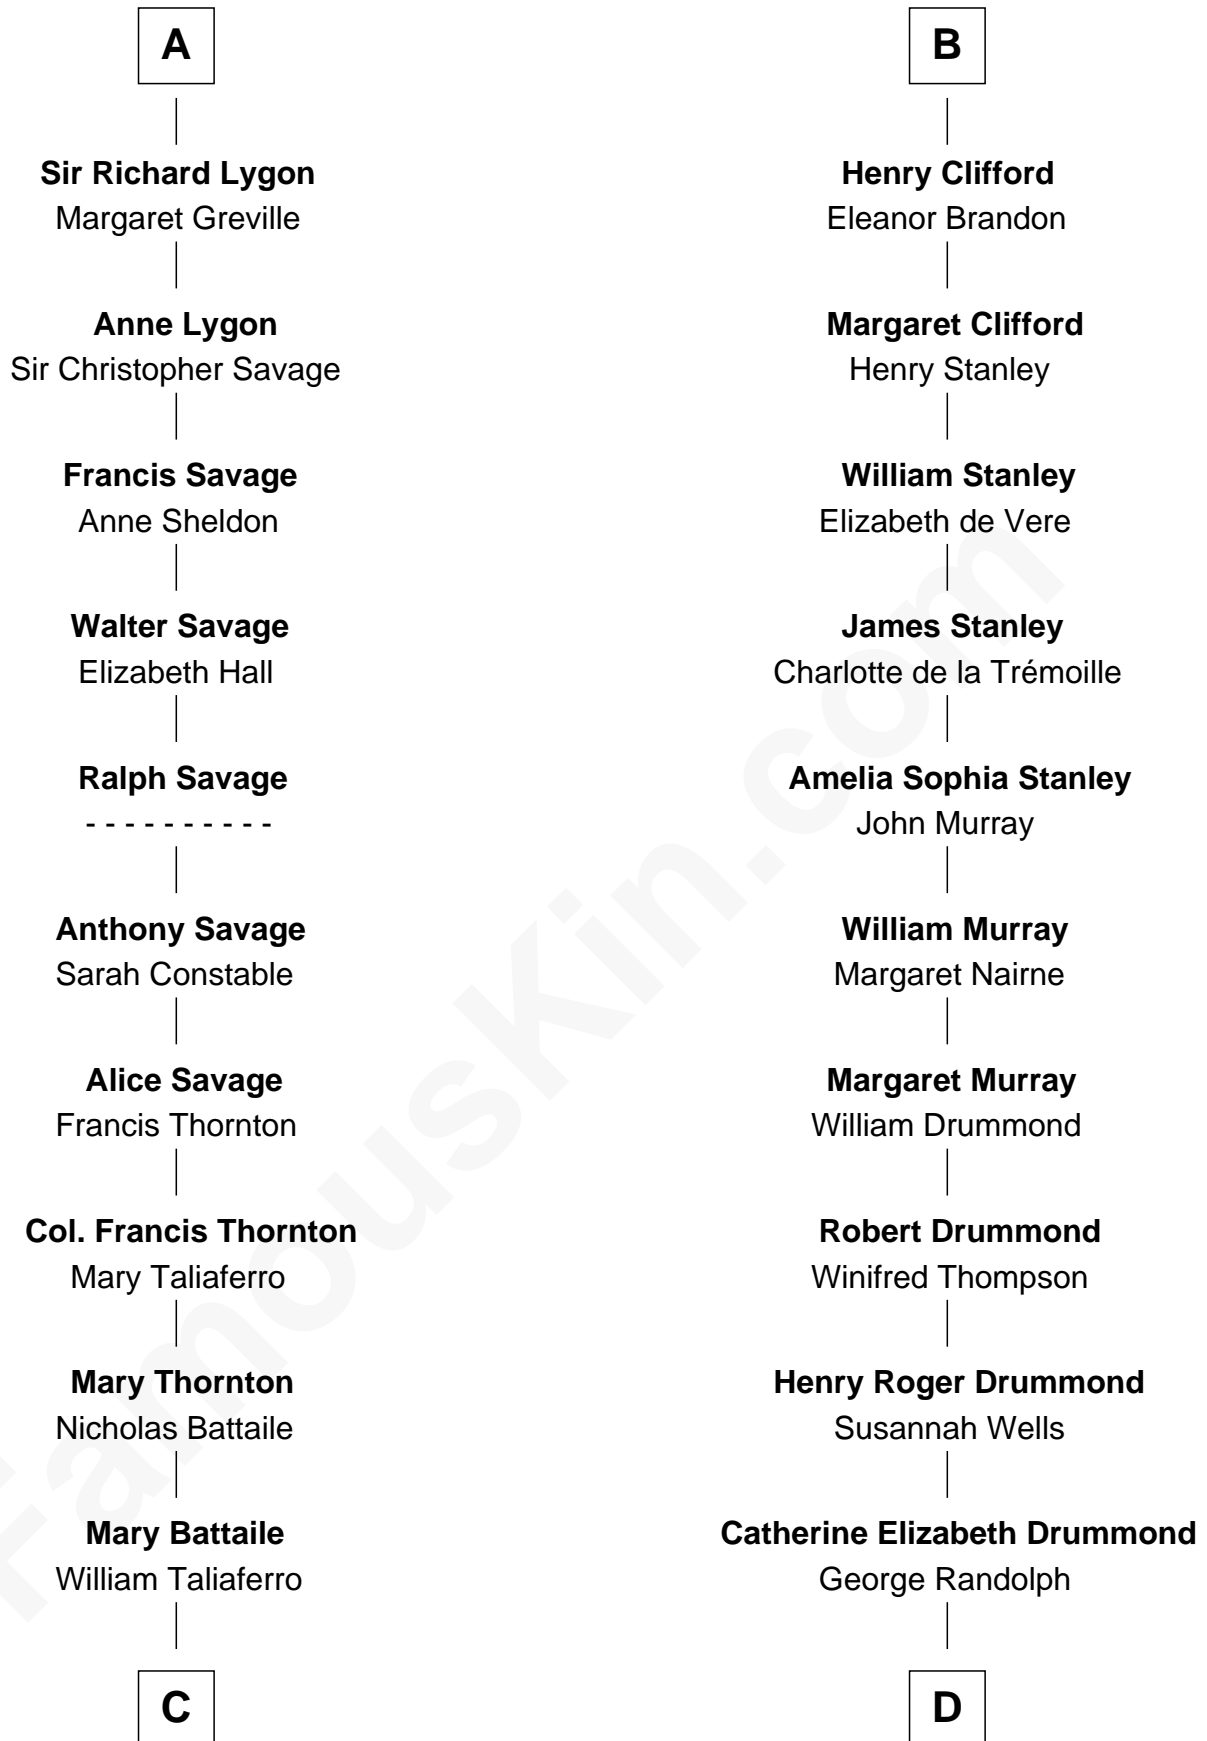 A
Sir Richard Lygon
Margaret Greville
Anne Lygon
Sir Christopher Savage
Francis Savage
Anne Sheldon
Walter Savage
Elizabeth Hall
Ralph Savage
- - - - - - - - - -
Anthony Savage
Sarah Constable
Alice Savage
Francis Thornton
Col. Francis Thornton
Mary Taliaferro
Mary Thornton
Nicholas Battaile
Mary Battaile
William Taliaferro
C
B
Henry Clifford
Eleanor Brandon
Margaret Clifford
Henry Stanley
William Stanley
Elizabeth de Vere
James Stanley
Charlotte de la Trémoille
Amelia Sophia Stanley
John Murray
William Murray
Margaret Nairne
Margaret Murray
William Drummond
Robert Drummond
Winifred Thompson
Henry Roger Drummond
Susannah Wells
Catherine Elizabeth Drummond
George Randolph
D
FamousKin.com